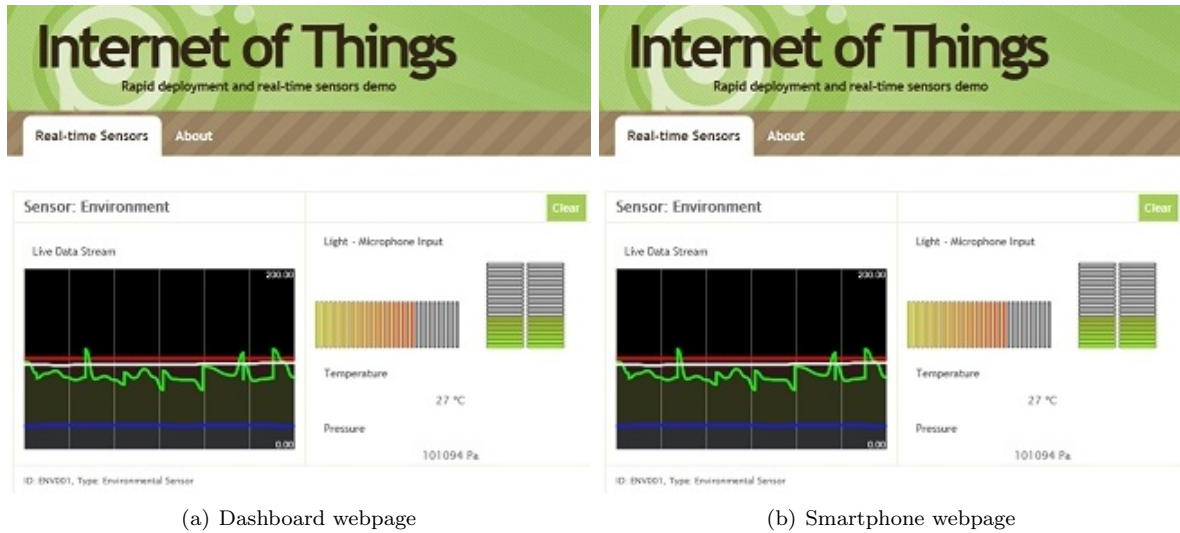 Internet of Things
Rapid deployment and real-time sensors demo
Real-time Sensors About
Sensor: Environment Clear
Live Data Stream
Light - Microphone Input
200.00
0.00
Temperature
27 °C
Pressure
101094 Pa
ID: ENV001, Type: Environmental Sensor
(a) Dashboard webpage
Internet of Things
Rapid deployment and real-time sensors demo
Real-time Sensors About
Sensor: Environment Clear
Live Data Stream
Light - Microphone Input
200.00
0.00
Temperature
27 °C
Pressure
101094 Pa
ID: ENV001, Type: Environmental Sensor
(b) Smartphone webpage